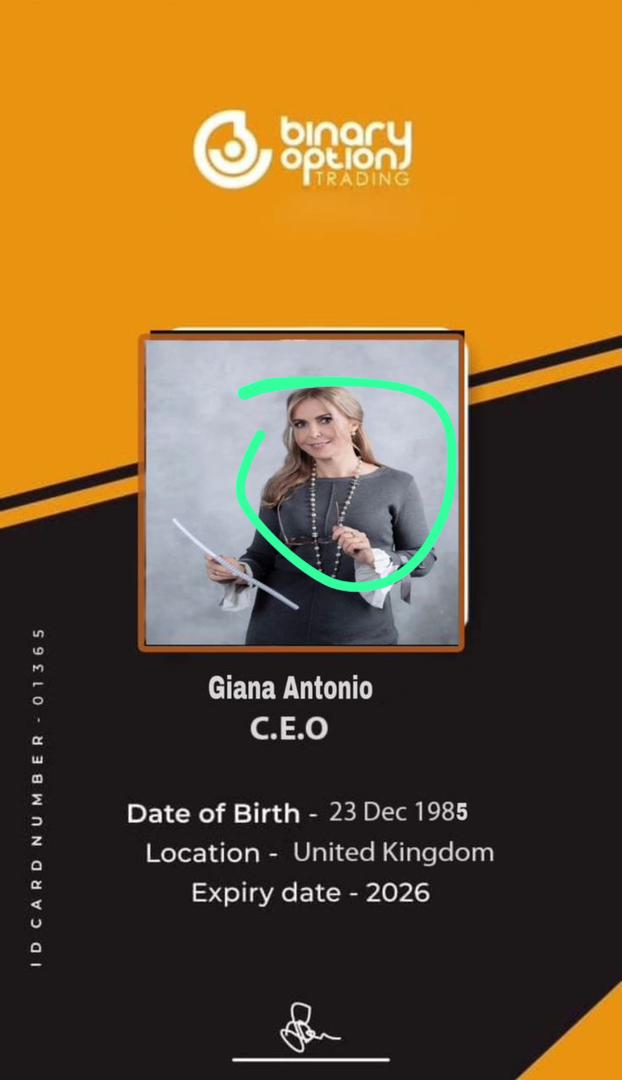 binary
option
TRADING
Giana Antonio
C.E.O
Date of Birth - 23 Dec 1985
Location - United Kingdom
Expiry date - 2026
ID CARD NUMBER - 01365